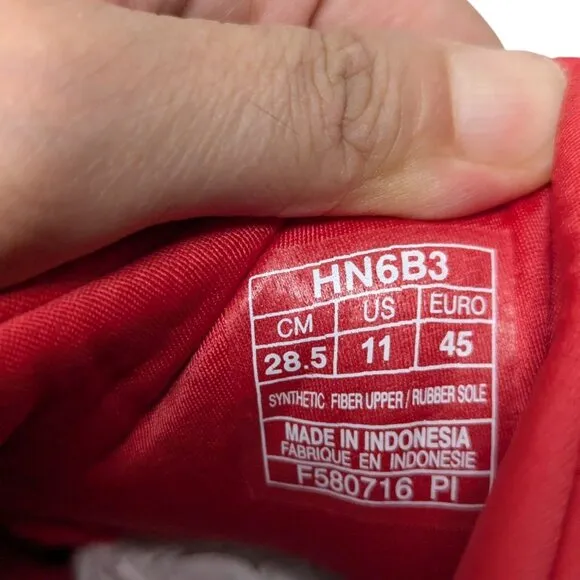 HN6B3
CM US EURO
28.5 11 45
SYNTHETIC FIBER UPPER / RUBBER SOLE
MADE IN INDONESIA
FABRIQUE EN INDONESIE
F580716 PI